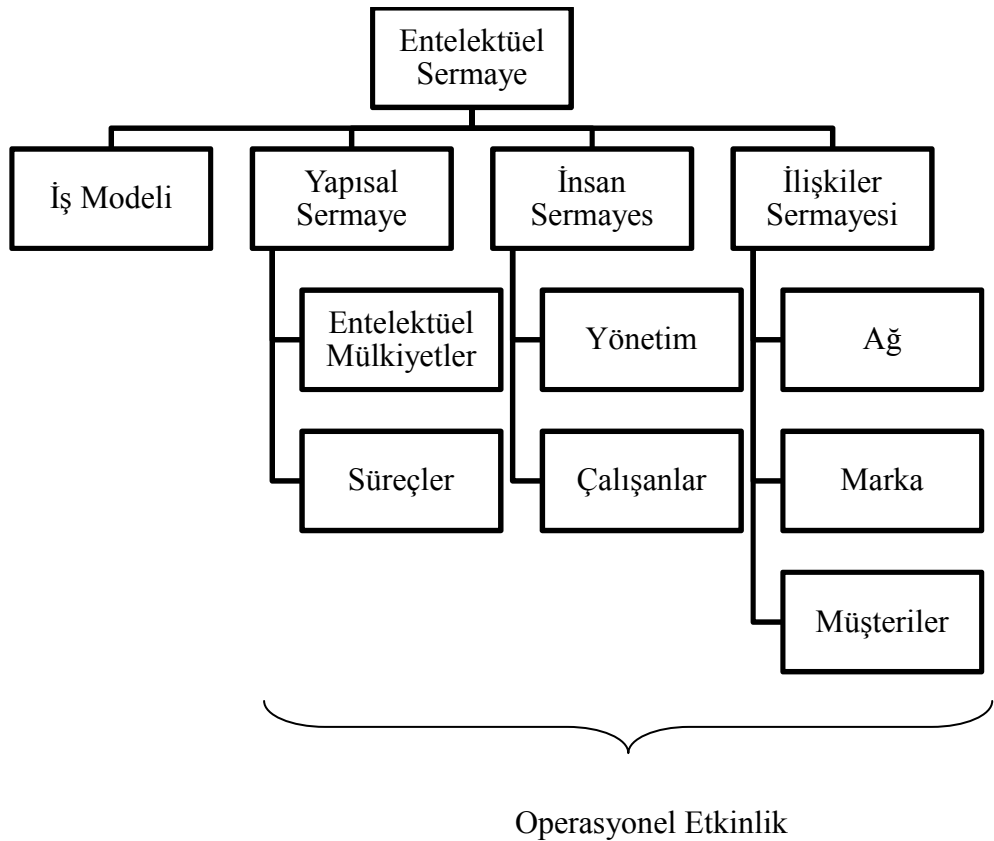 Entelektüel
Sermaye
İş Modeli
Yapısal
Sermaye
İnsan
Sermayes
İlişkiler
Sermayesi
Entelektüel
Mülkiyetler
Yönetim
Ağ
Süreçler
Çalışanlar
Marka
Müşteriler
Operasyonel Etkinlik